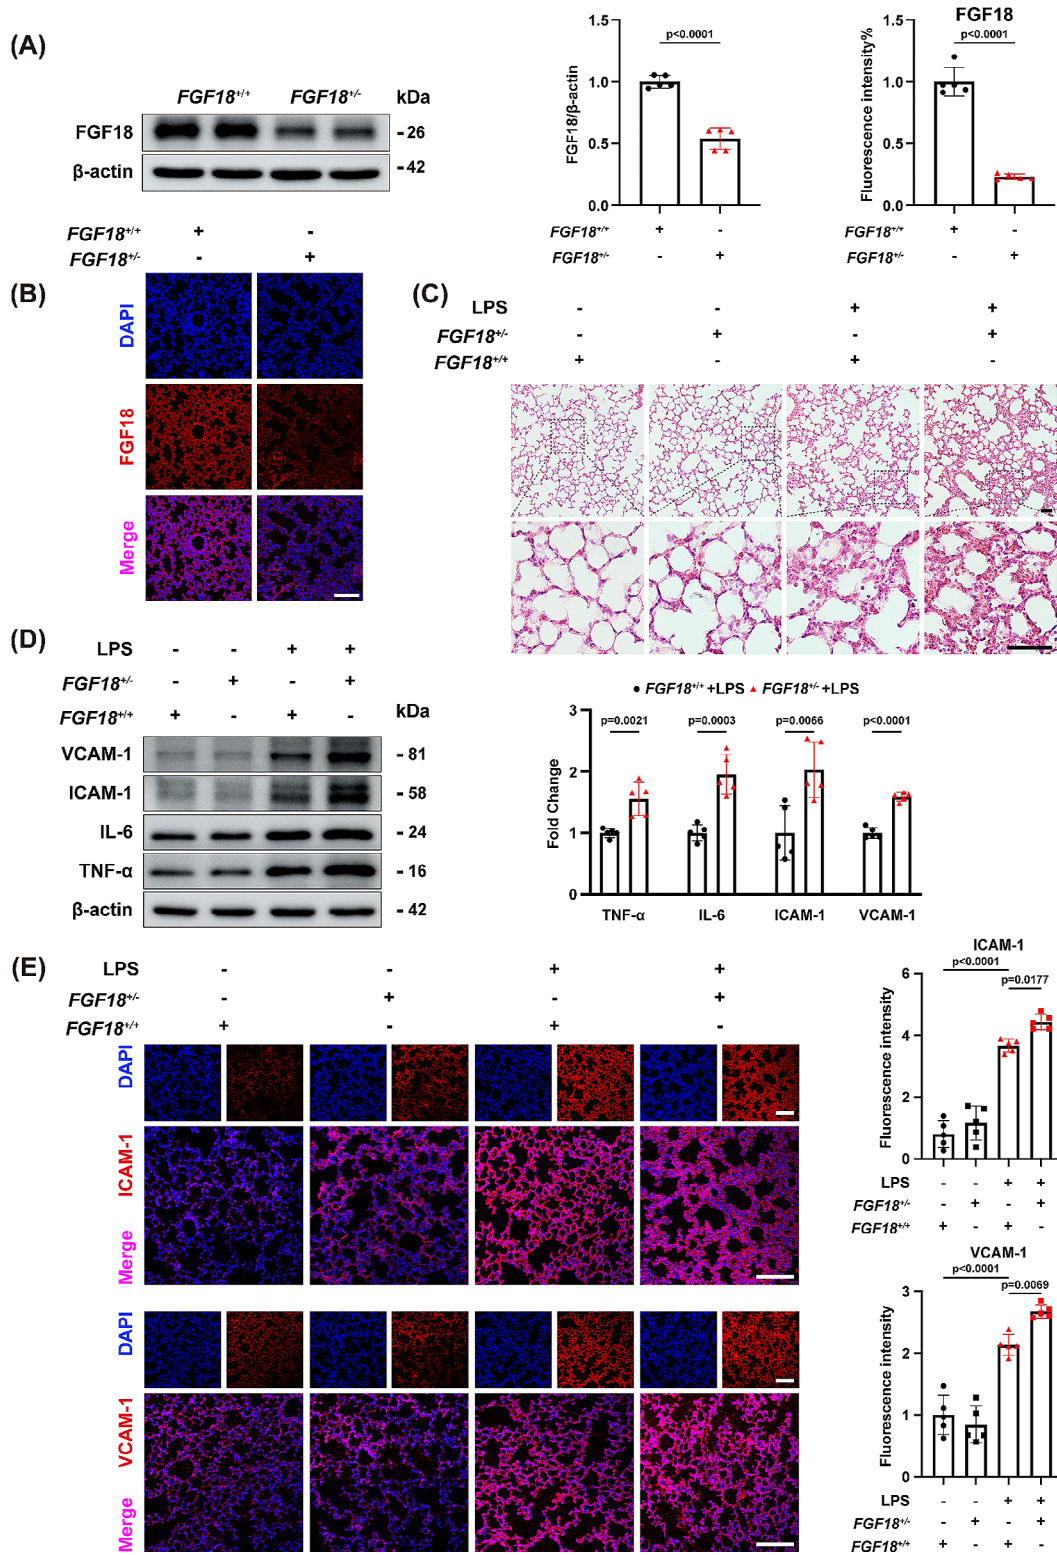 (A)
FGF18+/+ FGF18+/- kDa
FGF18 - 26
β-actin - 42
1.5
1.0
0.5
0.0
FGF18/β-actin
p<0.0001
FGF18+/+ + -
FGF18+/- - +
FGF18
1.5
1.0
0.5
0.0
Fluorescence intensity%
p<0.0001
FGF18+/+ + -
FGF18+/- - +
(B)
FGF18+/+ + -
FGF18+/- - +
DAPI
FGF18
Merge
(C)
LPS - - + +
FGF18+/- - + - +
FGF18+/+ + - + -
(D)
LPS - - + +
FGF18+/- - + - +
FGF18+/+ + - + - kDa
VCAM-1 - 81
ICAM-1 - 58
IL-6 - 24
TNF-α - 16
β-actin - 42
FGF18+/+ +LPS FGF18+/- +LPS
3
2
1
0
Fold Change
p=0.0021 p=0.0003 p=0.0066 p<0.0001
TNF-α IL-6 ICAM-1 VCAM-1
(E)
LPS - - + +
FGF18+/- - + - +
FGF18+/+ + - + -
DAPI
ICAM-1
Merge
DAPI
VCAM-1
Merge
ICAM-1
p<0.0001
p=0.0177
6
4
2
0
Fluorescence intensity
LPS - - + +
FGF18+/- - + - +
FGF18+/+ + - + -
VCAM-1
p<0.0001
p=0.0069
3
2
1
0
Fluorescence intensity
LPS - - + +
FGF18+/- - + - +
FGF18+/+ + - + -